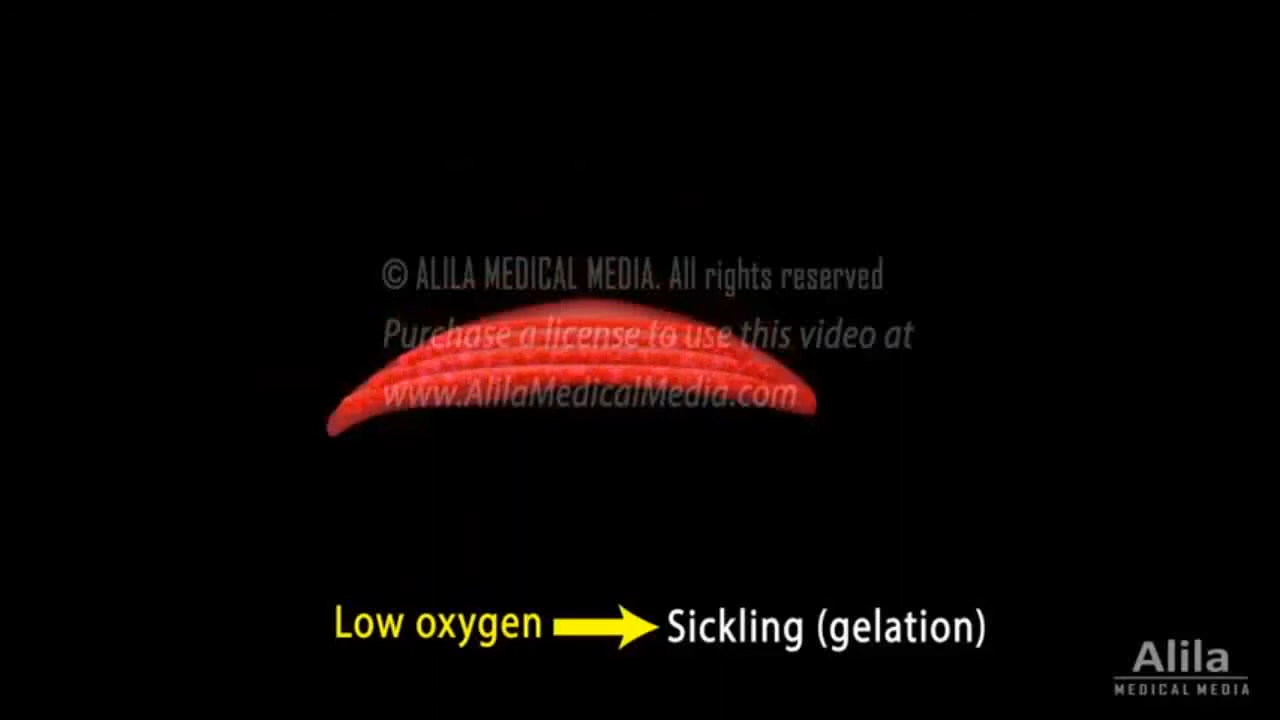 © ALILA MEDICAL MEDIA. All rights reserved
Purchase a license to use this video at
www.AlilaMedicalMedia.com
Low oxygen Sickling (gelation)
Alila
MEDICAL MEDIA